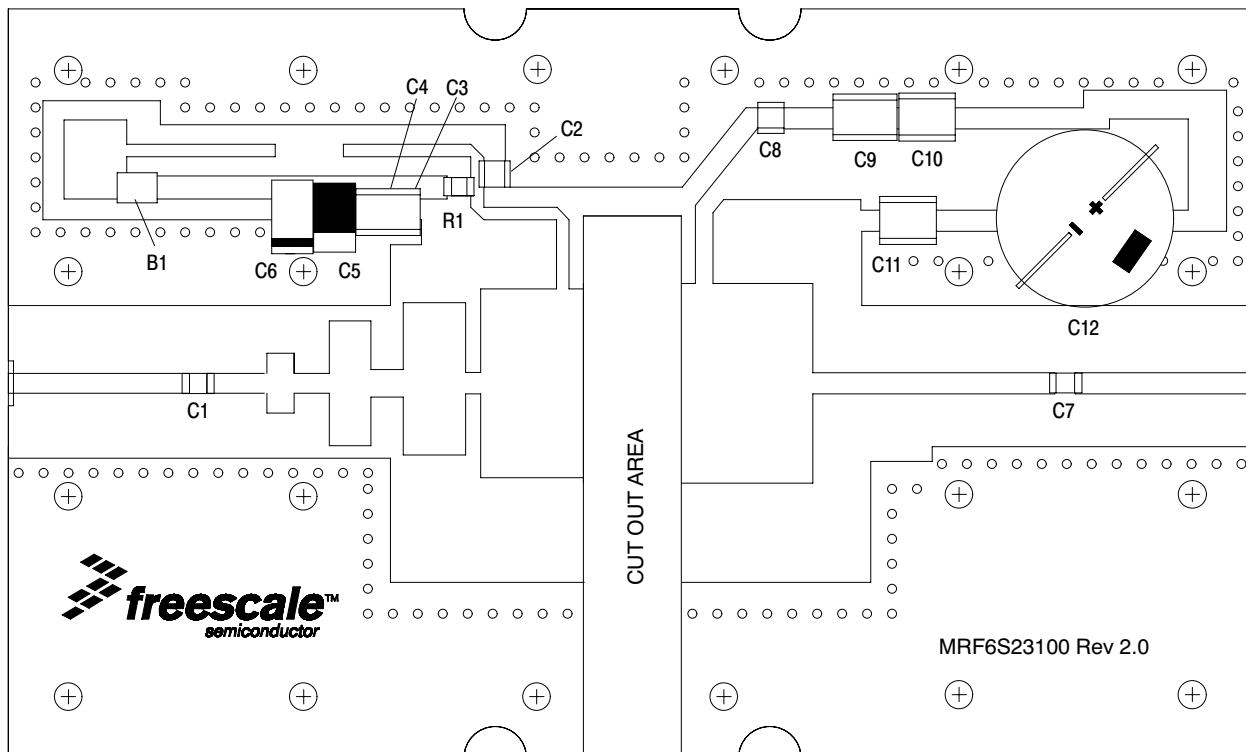 C4
C3
C2
C8
C9
C10
R1
B1
C6
C5
C11
C12
C1
C7
CUT OUT AREA
freescale™
semiconductor
MRF6S23100 Rev 2.0